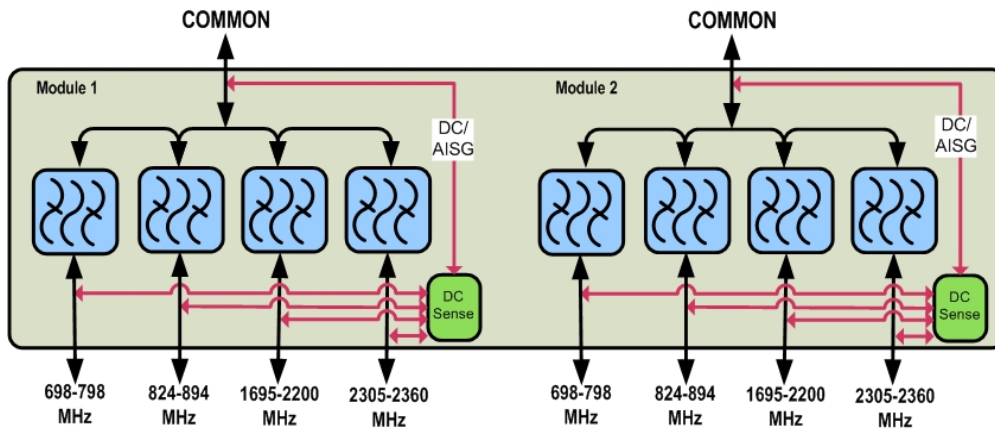 COMMON
COMMON
Module 1
Module 2
DC/
AISG
DC/
AISG
DC
Sense
DC
Sense
698-798
MHz
824-894
MHz
1695-2200
MHz
2305-2360
MHz
698-798
MHz
824-894
MHz
1695-2200
MHz
2305-2360
MHz